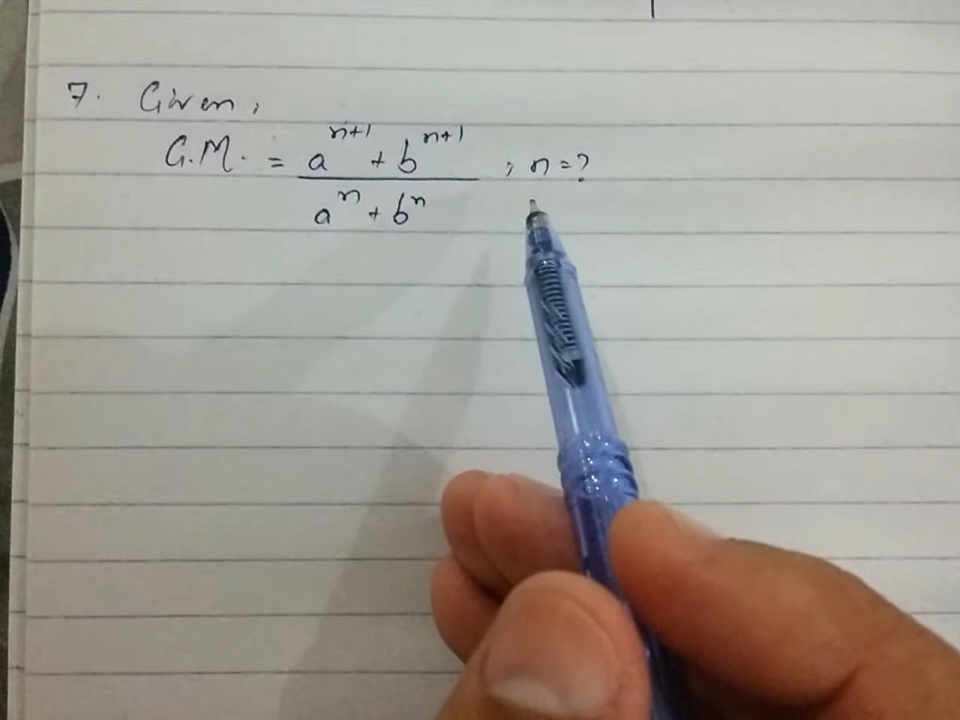 7. Given,
G.M. = a^{n+1} + b^{n+1} / a^n + b^n ; n = ?